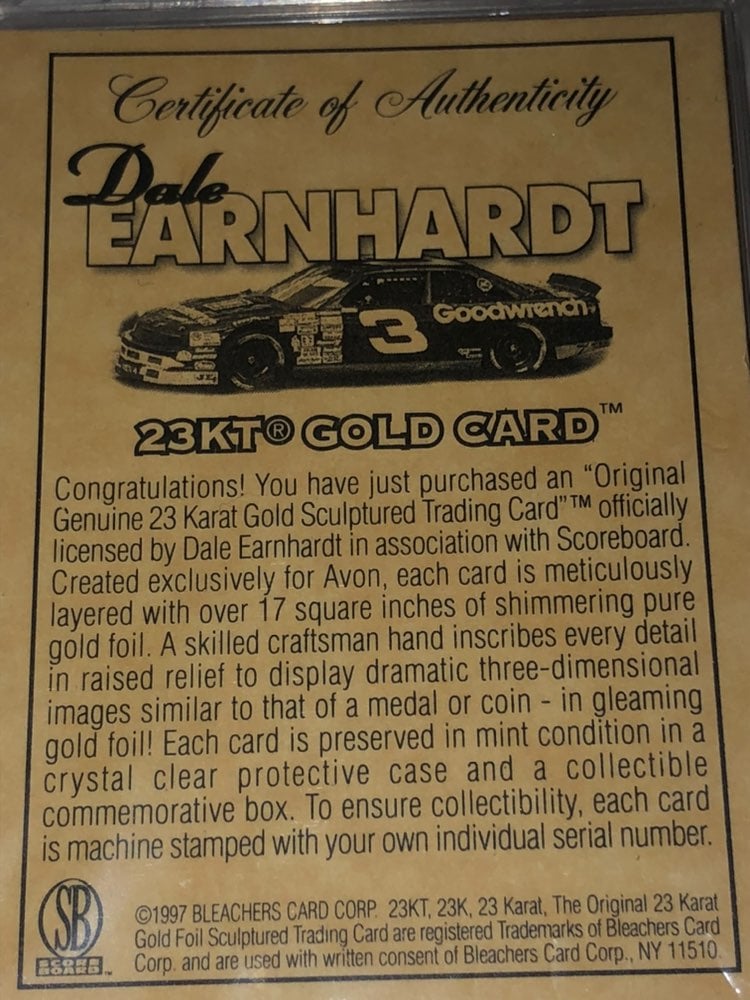 Certificate of Authenticity
Dale
EARNHARDT
3 Goodwrench
23KT® GOLD CARD™
Congratulations! You have just purchased an “Original
Genuine 23 Karat Gold Sculptured Trading Card”™ officially
licensed by Dale Earnhardt in association with Scoreboard.
Created exclusively for Avon, each card is meticulously
layered with over 17 square inches of shimmering pure
gold foil. A skilled craftsman hand inscribes every detail
in raised relief to display dramatic three-dimensional
images similar to that of a medal or coin - in gleaming
gold foil! Each card is preserved in mint condition in a
crystal clear protective case and a collectible
commemorative box. To ensure collectibility, each card
is machine stamped with your own individual serial number.
SB
SCORE
BOARD™
©1997 BLEACHERS CARD CORP. 23KT, 23K, 23 Karat, The Original 23 Karat
Gold Foil Sculptured Trading Card are registered Trademarks of Bleachers Card
Corp. and are used with written consent of Bleachers Card Corp., NY 11510.